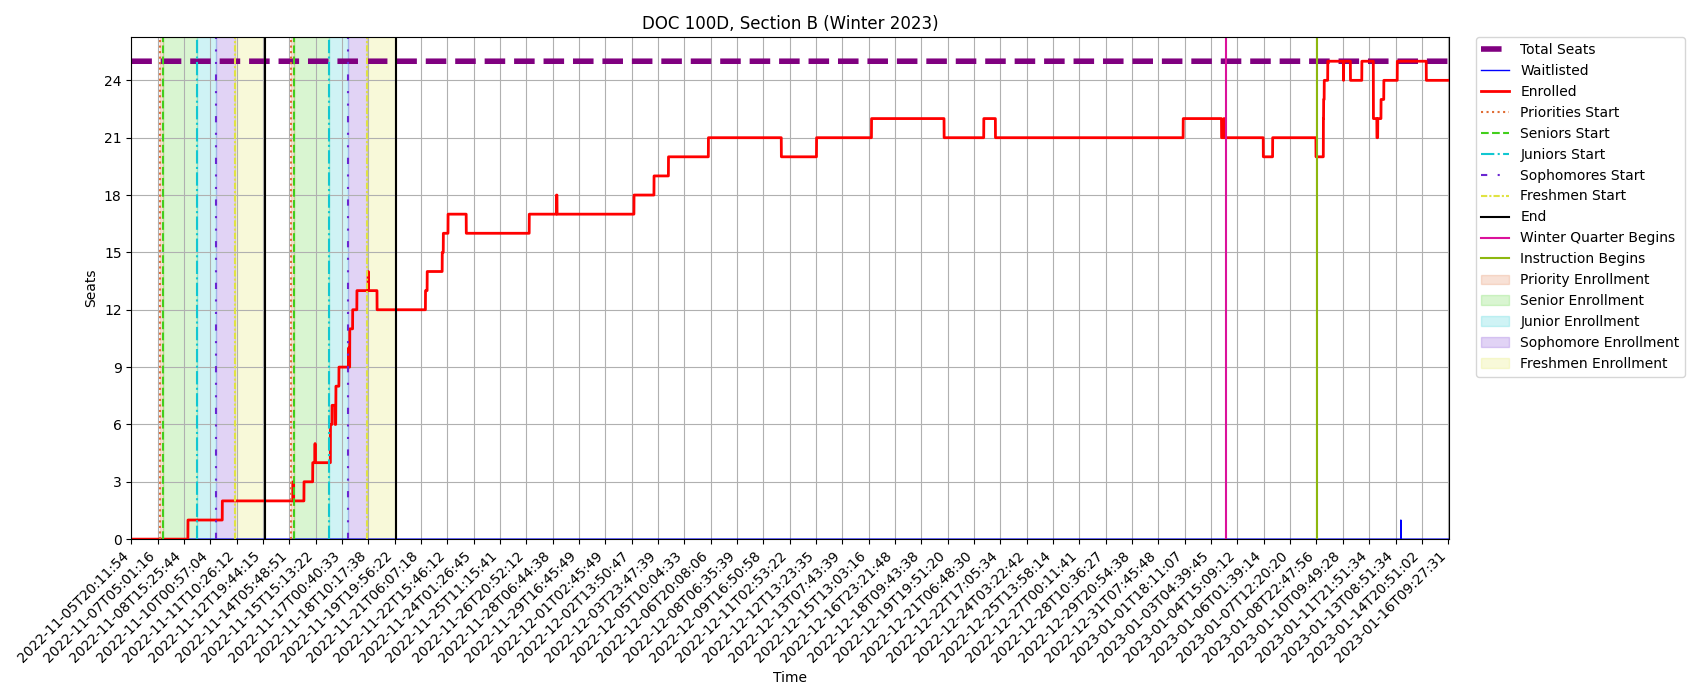 DOC 100D, Section B (Winter 2023)
Seats
24
21
18
15
12
9
6
3
0
2022-11-05T20:11:54
2022-11-07T05:01:16
2022-11-08T15:25:44
2022-11-10T00:57:04
2022-11-11T10:26:12
2022-11-12T19:44:15
2022-11-14T05:48:51
2022-11-15T15:13:22
2022-11-17T00:40:33
2022-11-18T10:17:38
2022-11-19T19:56:22
2022-11-21T06:07:18
2022-11-22T15:46:12
2022-11-24T01:26:45
2022-11-25T11:15:41
2022-11-26T20:52:12
2022-11-28T06:44:38
2022-11-29T16:45:49
2022-12-01T02:45:49
2022-12-02T13:50:47
2022-12-03T23:47:39
2022-12-05T10:04:33
2022-12-06T20:08:06
2022-12-08T06:35:39
2022-12-09T16:50:58
2022-12-11T02:53:22
2022-12-12T13:23:35
2022-12-13T07:43:39
2022-12-15T13:03:16
2022-12-16T23:21:48
2022-12-18T09:43:38
2022-12-19T19:51:20
2022-12-21T06:48:30
2022-12-22T17:05:34
2022-12-24T03:22:42
2022-12-25T23:58:14
2022-12-27T00:11:41
2022-12-28T10:36:27
2022-12-29T20:54:38
2022-12-31T07:45:48
2023-01-01T18:11:07
2023-01-03T04:39:45
2023-01-04T15:09:12
2023-01-06T01:39:14
2023-01-07T12:20:20
2023-01-08T22:47:56
2023-01-10T09:49:28
2023-01-11T21:51:34
2023-01-13T08:51:34
2023-01-14T20:51:02
2023-01-16T09:27:31
Time
Total Seats
Waitlisted
Enrolled
Priorities Start
Seniors Start
Juniors Start
Sophomores Start
Freshmen Start
End
Winter Quarter Begins
Instruction Begins
Priority Enrollment
Senior Enrollment
Junior Enrollment
Sophomore Enrollment
Freshmen Enrollment